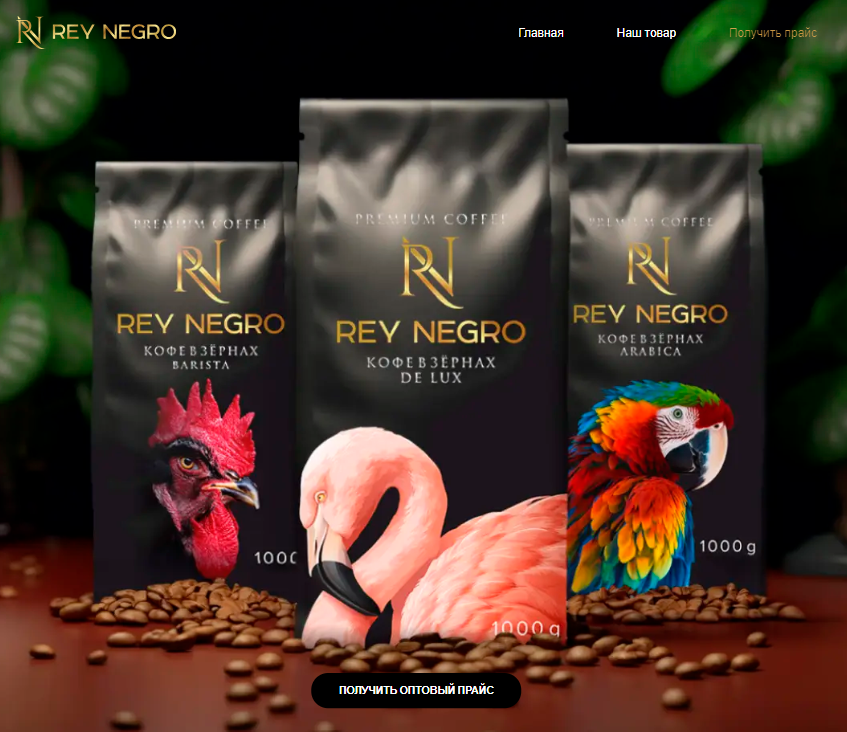 RN REY NEGRO
Главная
Наш товар
Получить прайс
PREMIUM COFFEE
RN
REY NEGRO
КОФЕ В ЗЁРНАХ
BARISTA
PREMIUM COFFEE
RN
REY NEGRO
КОФЕ В ЗЁРНАХ
DE LUX
1000 g
PREMIUM COFFEE
RN
REY NEGRO
КОФЕ В ЗЁРНАХ
ARABICA
1000 g
ПОЛУЧИТЬ ОПТОВЫЙ ПРАЙС